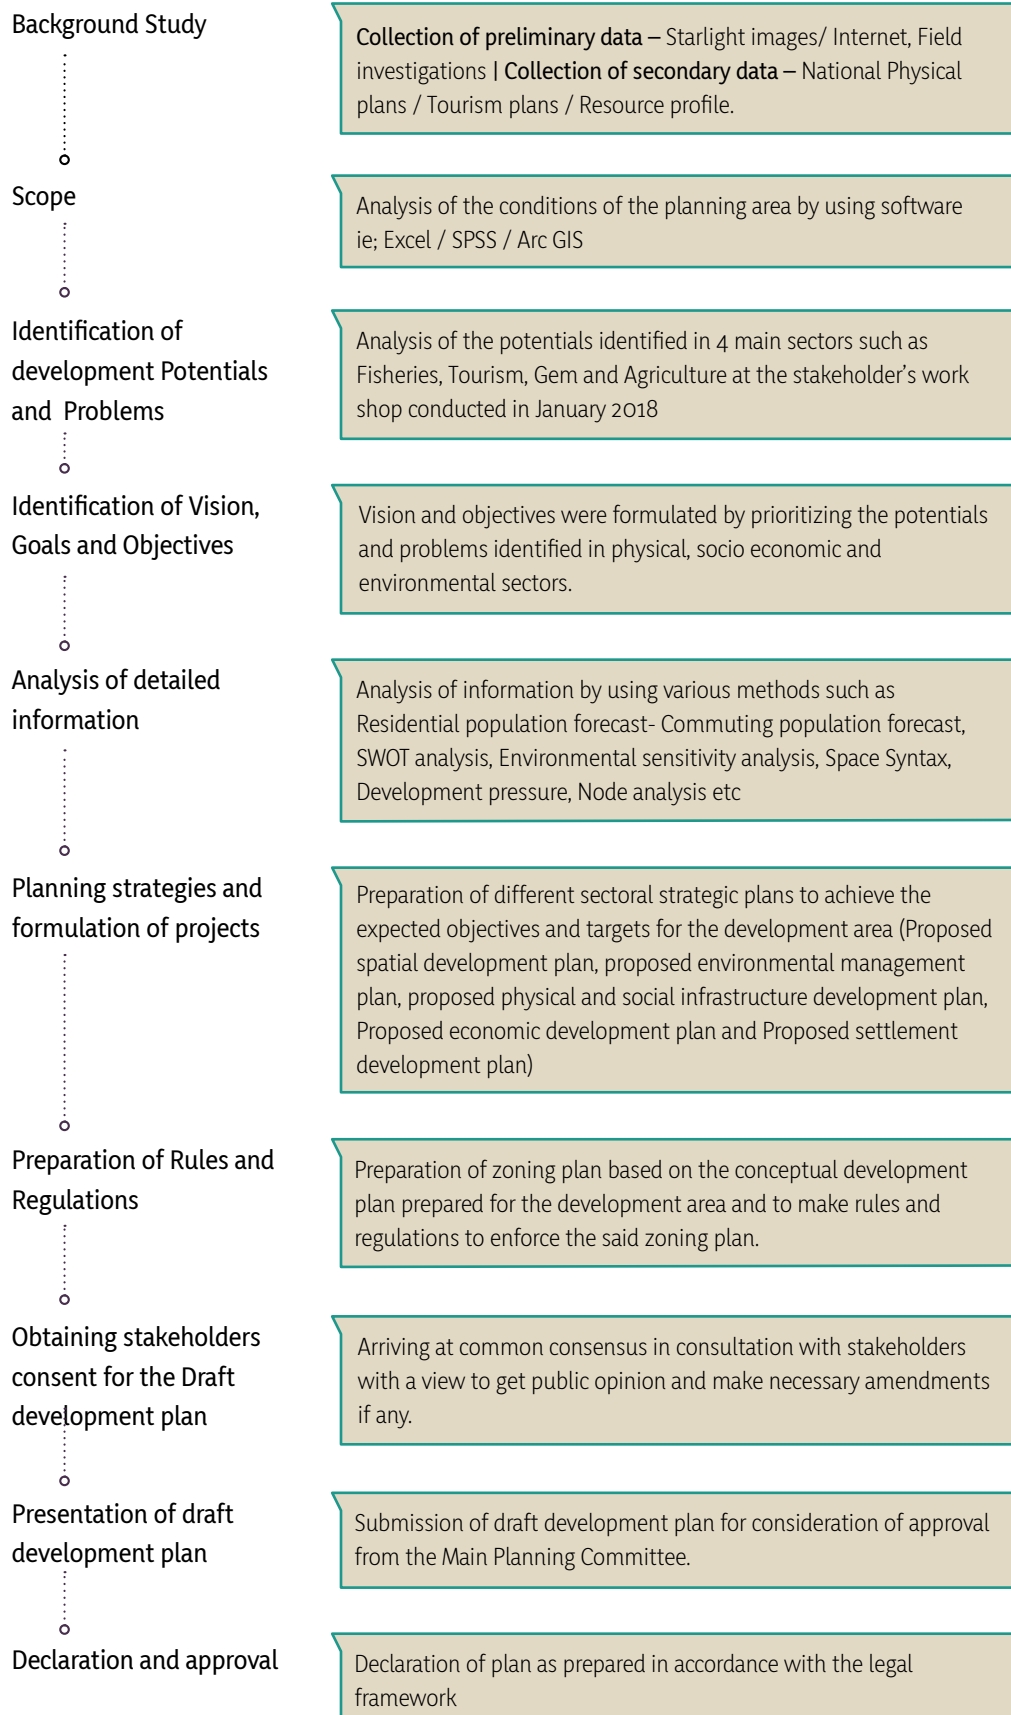 Background Study
Collection of preliminary data – Starlight images/ Internet, Field
investigations | Collection of secondary data – National Physical
plans / Tourism plans / Resource profile.
Scope
Analysis of the conditions of the planning area by using software
ie; Excel / SPSS / Arc GIS
Identification of
development Potentials
and Problems
Analysis of the potentials identified in 4 main sectors such as
Fisheries, Tourism, Gem and Agriculture at the stakeholder's work
shop conducted in January 2018
Identification of Vision,
Goals and Objectives
Vision and objectives were formulated by prioritizing the potentials
and problems identified in physical, socio economic and
environmental sectors.
Analysis of detailed
information
Analysis of information by using various methods such as
Residential population forecast- Commuting population forecast,
SWOT analysis, Environmental sensitivity analysis, Space Syntax,
Development pressure, Node analysis etc
Planning strategies and
formulation of projects
Preparation of different sectoral strategic plans to achieve the
expected objectives and targets for the development area (Proposed
spatial development plan, proposed environmental management
plan, proposed physical and social infrastructure development plan,
Proposed economic development plan and Proposed settlement
development plan)
Preparation of Rules and
Regulations
Preparation of zoning plan based on the conceptual development
plan prepared for the development area and to make rules and
regulations to enforce the said zoning plan.
Obtaining stakeholders
consent for the Draft
development plan
Arriving at common consensus in consultation with stakeholders
with a view to get public opinion and make necessary amendments
if any.
Presentation of draft
development plan
Submission of draft development plan for consideration of approval
from the Main Planning Committee.
Declaration and approval
Declaration of plan as prepared in accordance with the legal
framework